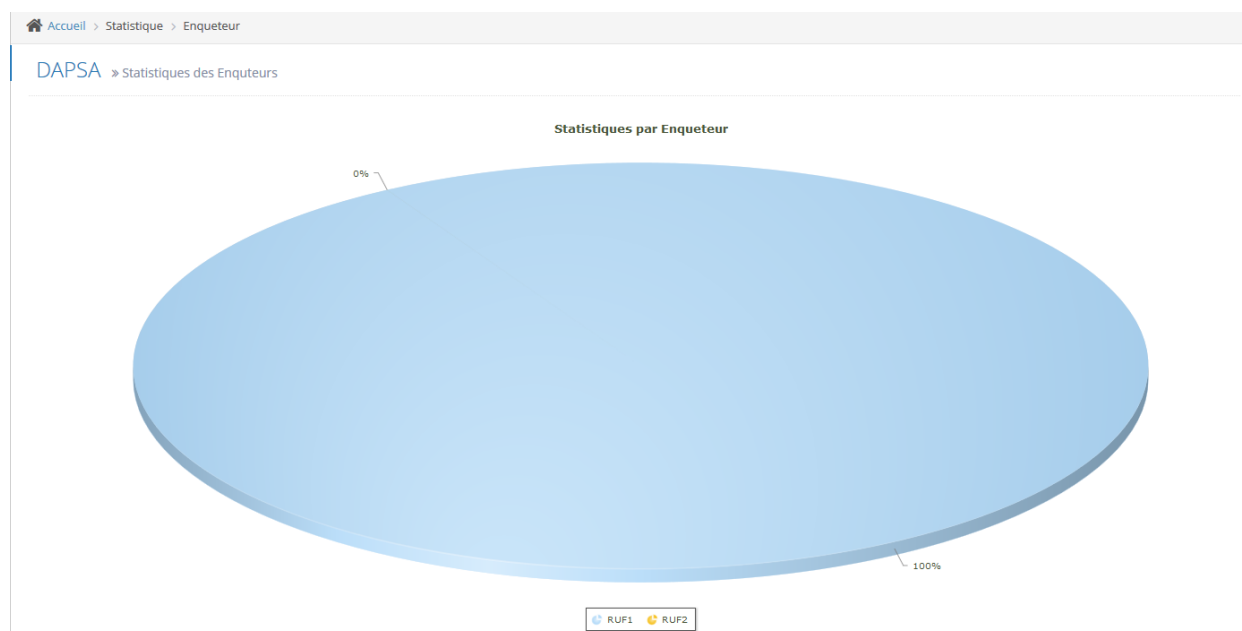 Accueil > Statistique > Enqueteur
DAPSA » Statistiques des Enquteurs
Statistiques par Enqueteur
0%
100%
RUF1 RUF2